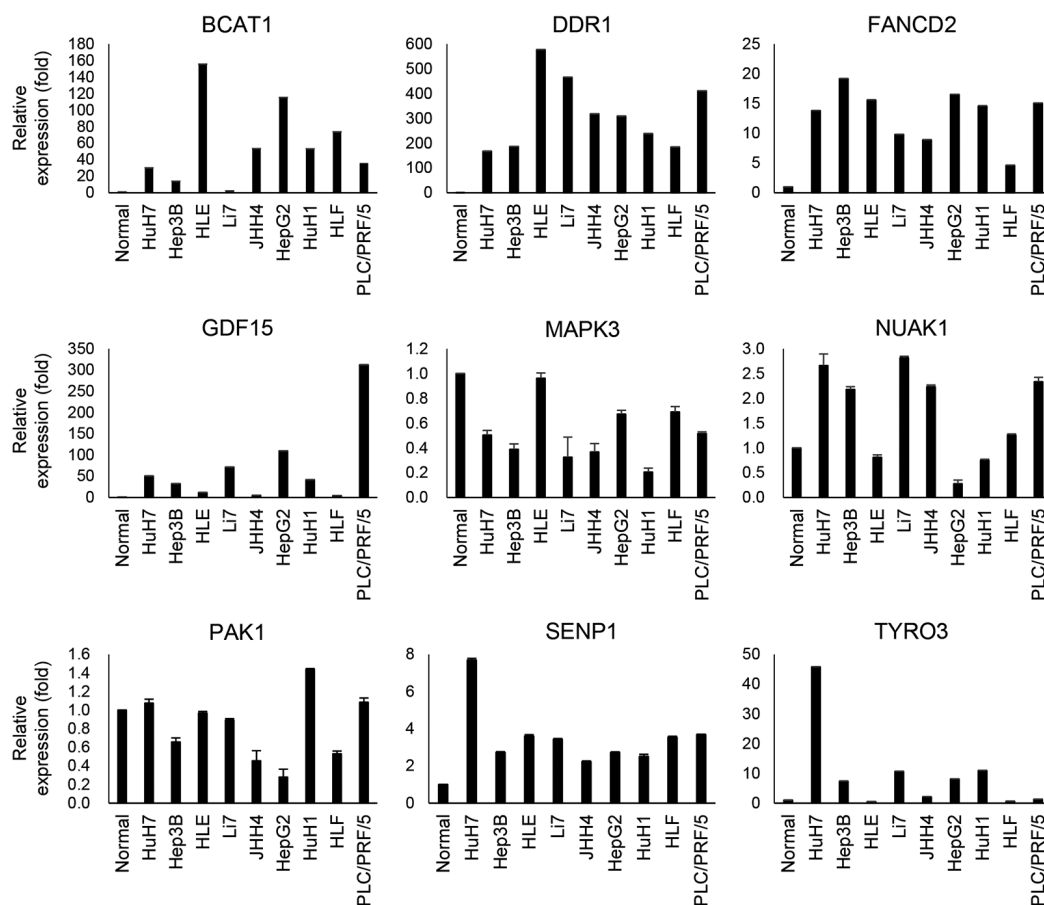 BCAT1
Relative
expression (fold)
180
160
140
120
100
80
60
40
20
0
Normal
HuH7
Hep3B
HLE
Li7
JHH4
HepG2
HuH1
HLF
PLC/PRF/5
DDR1
600
500
400
300
200
100
0
Normal
HuH7
Hep3B
HLE
Li7
JHH4
HepG2
HuH1
HLF
PLC/PRF/5
FANCD2
25
20
15
10
5
0
Normal
HuH7
Hep3B
HLE
Li7
JHH4
HepG2
HuH1
HLF
PLC/PRF/5
GDF15
Relative
expression (fold)
350
300
250
200
150
100
50
0
Normal
HuH7
Hep3B
HLE
Li7
JHH4
HepG2
HuH1
HLF
PLC/PRF/5
MAPK3
1.2
1.0
0.8
0.6
0.4
0.2
0.0
Normal
HuH7
Hep3B
HLE
Li7
JHH4
HepG2
HuH1
HLF
PLC/PRF/5
NUAK1
3.0
2.5
2.0
1.5
1.0
0.5
0.0
Normal
HuH7
Hep3B
HLE
Li7
JHH4
HepG2
HuH1
HLF
PLC/PRF/5
PAK1
Relative
expression (fold)
1.6
1.4
1.2
1.0
0.8
0.6
0.4
0.2
0.0
Normal
HuH7
Hep3B
HLE
Li7
JHH4
HepG2
HuH1
HLF
PLC/PRF/5
SENP1
8
6
4
2
0
Normal
HuH7
Hep3B
HLE
Li7
JHH4
HepG2
HuH1
HLF
PLC/PRF/5
TYRO3
50
40
30
20
10
0
Normal
HuH7
Hep3B
HLE
Li7
JHH4
HepG2
HuH1
HLF
PLC/PRF/5